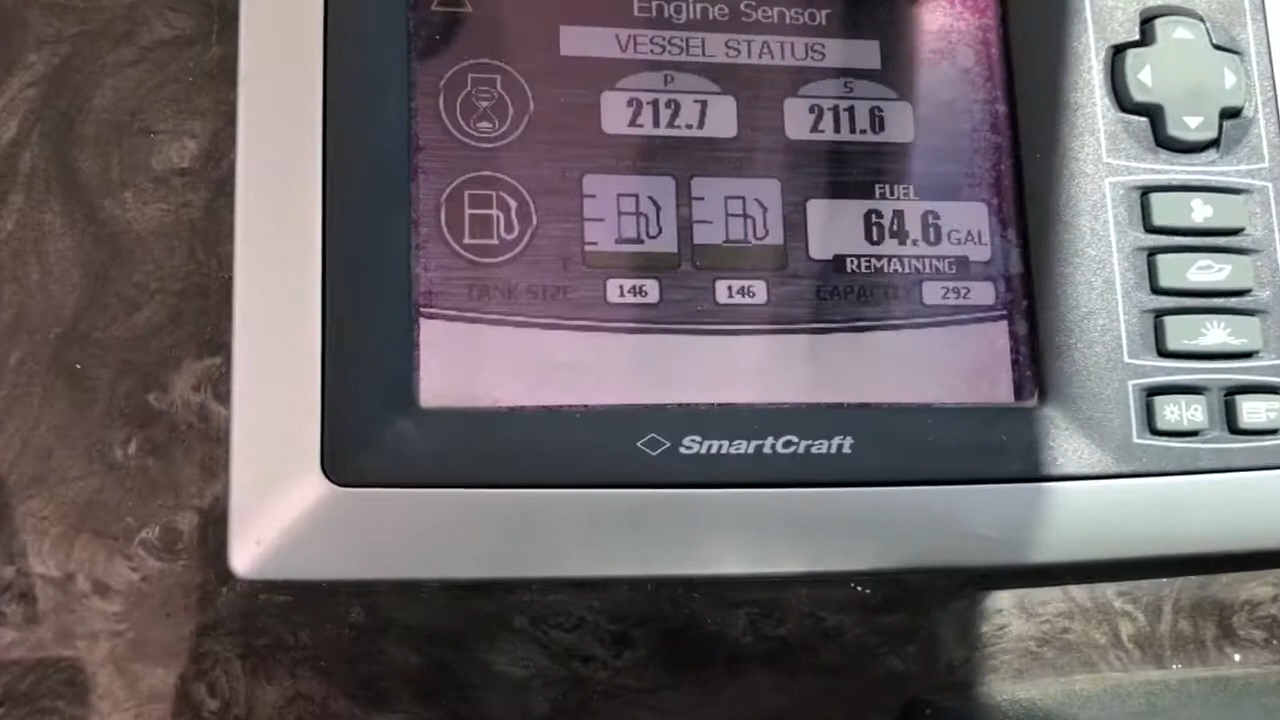 Engine Sensor
VESSEL STATUS
P S
212.7 211.6
FUEL
64.6 GAL
E REMAINING
TANK SIZE 146 146 CAPACITY 292
SmartCraft